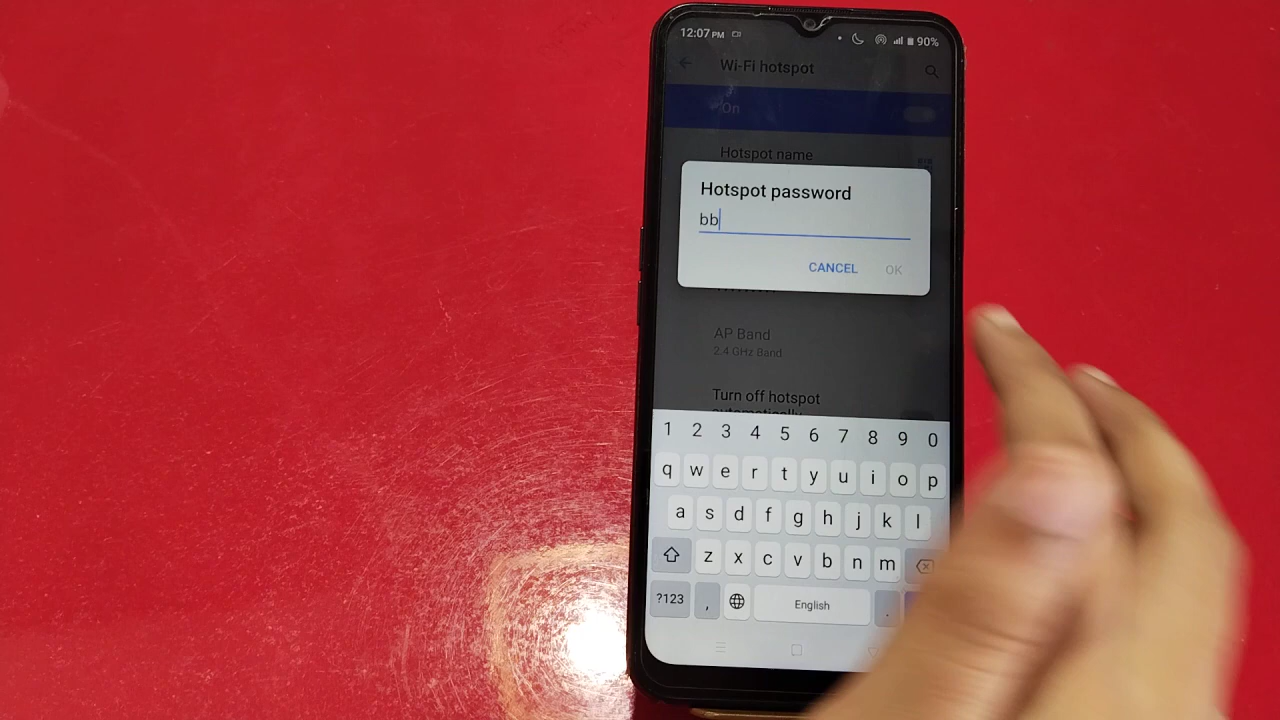 12:07 PM 90%
Wi-Fi hotspot
On
Hotspot name
Hotspot password
bb
CANCEL OK
AP Band
2.4 GHz Band
Turn off hotspot
automatically
1 2 3 4 5 6 7 8 9 0
q w e r t y u i o p
a s d f g h j k l
z x c v b n m
?123 , English .